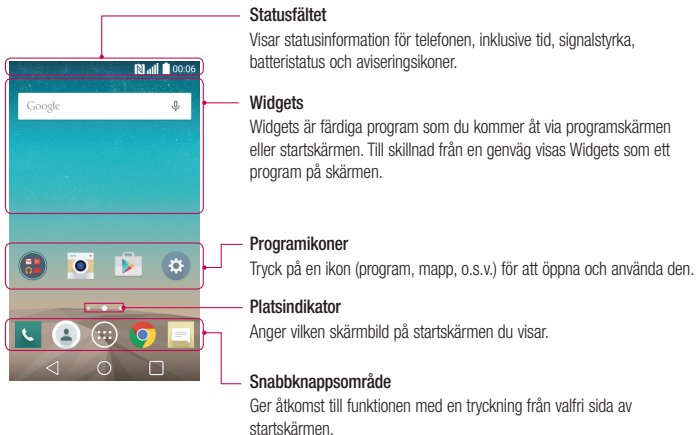 Statusfältet
Visar statusinformation för telefonen, inklusive tid, signalstyrka,
batteristatus och aviseringsikoner.
00:06
Google
Widgets
Widgets är färdiga program som du kommer åt via programskärmen
eller startskärmen. Till skillnad från en genväg visas Widgets som ett
program på skärmen.
Programikoner
Tryck på en ikon (program, mapp, o.s.v.) för att öppna och använda den.
Platsindikator
Anger vilken skärmbild på startskärmen du visar.
Snabbknappsområde
Ger åtkomst till funktionen med en tryckning från valfri sida av
startskärmen.